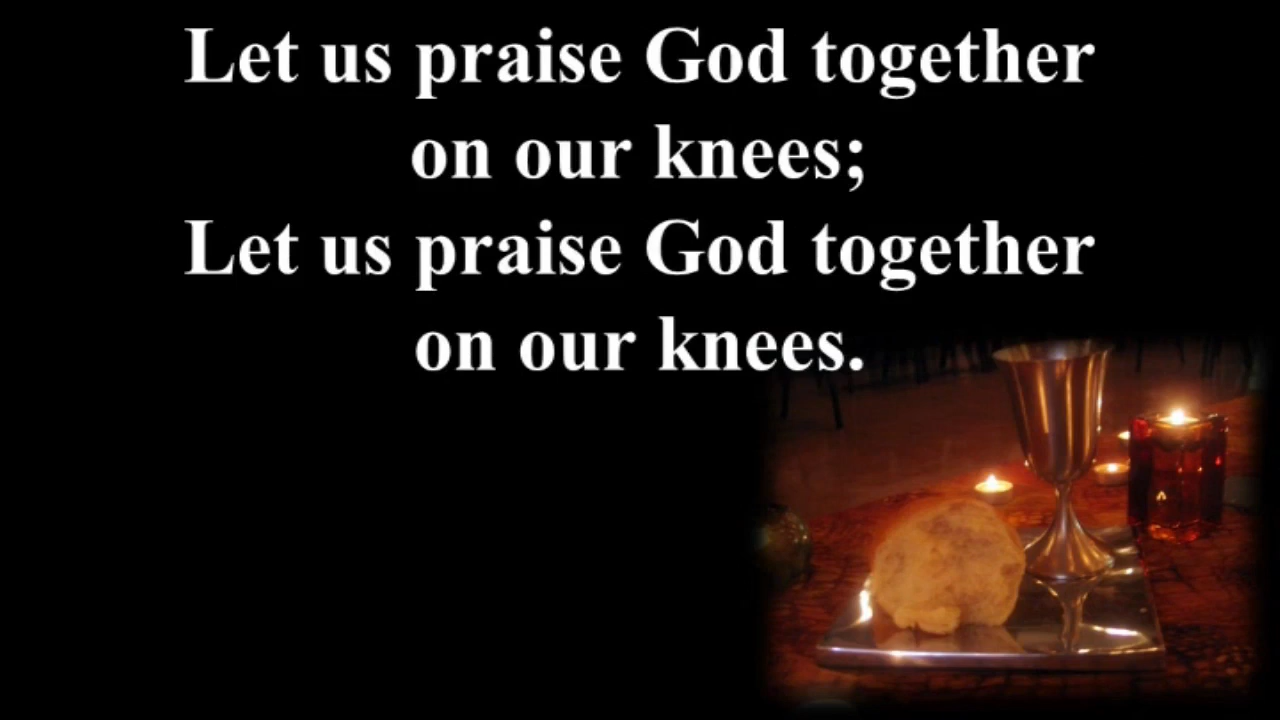 Let us praise God together
on our knees;
Let us praise God together
on our knees.